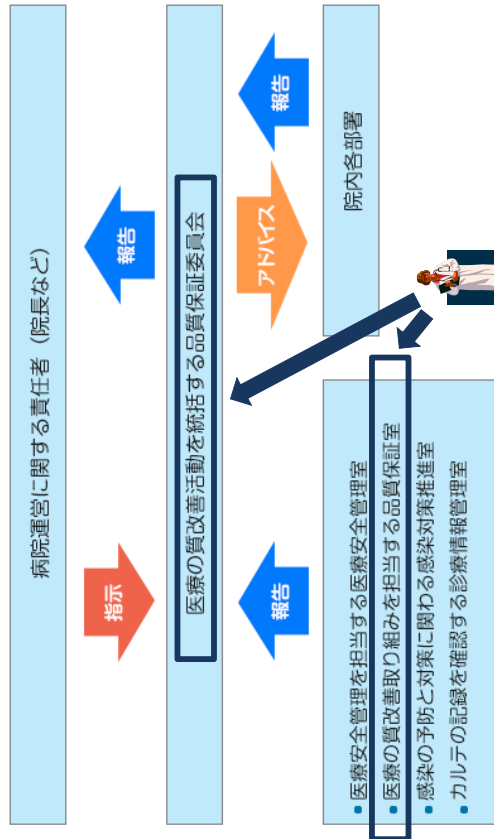 病院運営に関する責任者（院長など）
指示
報告
医療の質改善活動を統括する品質保証委員会
報告
アドバイス
報告
• 医療安全管理を担当する医療安全管理室
• 医療の質改善取り組みを担当する品質保証室
• 感染の予防と対策に関わる感染対策推進室
• カルテの記録を確認する診療情報管理室
院内各部署